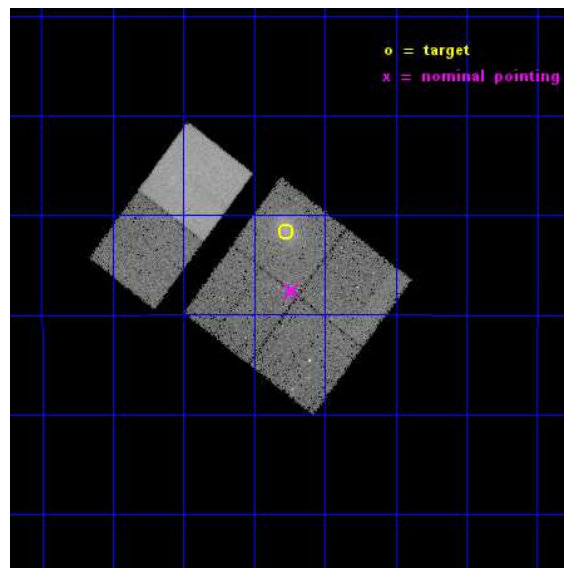 o = target
x = nominal pointing